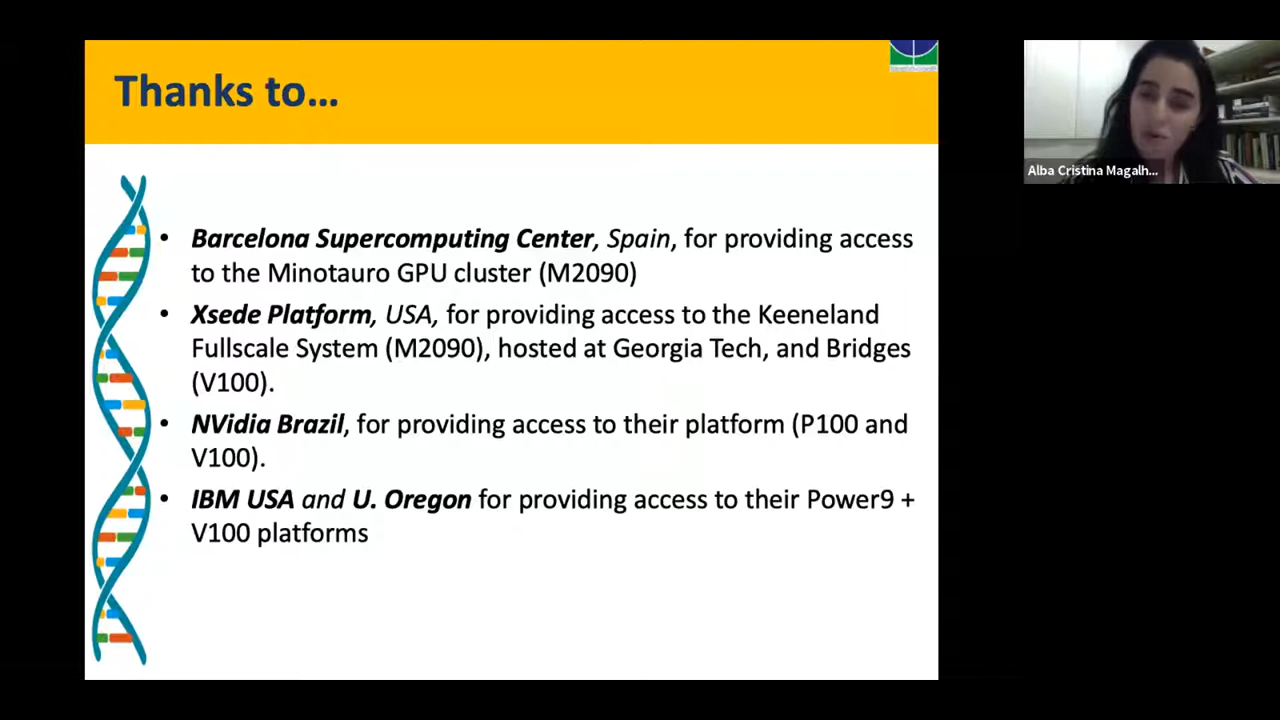 Thanks to…
Alba Cristina Magalh...
• Barcelona Supercomputing Center, Spain, for providing access
to the Minotauro GPU cluster (M2090)
• Xsede Platform, USA, for providing access to the Keeneland
Fullscale System (M2090), hosted at Georgia Tech, and Bridges
(V100).
• NVidia Brazil, for providing access to their platform (P100 and
V100).
• IBM USA and U. Oregon for providing access to their Power9 +
V100 platforms